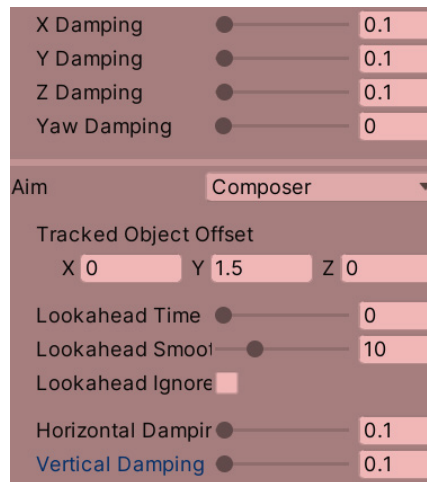 X Damping 0.1
Y Damping 0.1
Z Damping 0.1
Yaw Damping 0
Aim Composer
Tracked Object Offset
X 0 Y 1.5 Z 0
Lookahead Time 0
Lookahead Smoot 10
Lookahead Ignore
Horizontal Dampir 0.1
Vertical Damping 0.1